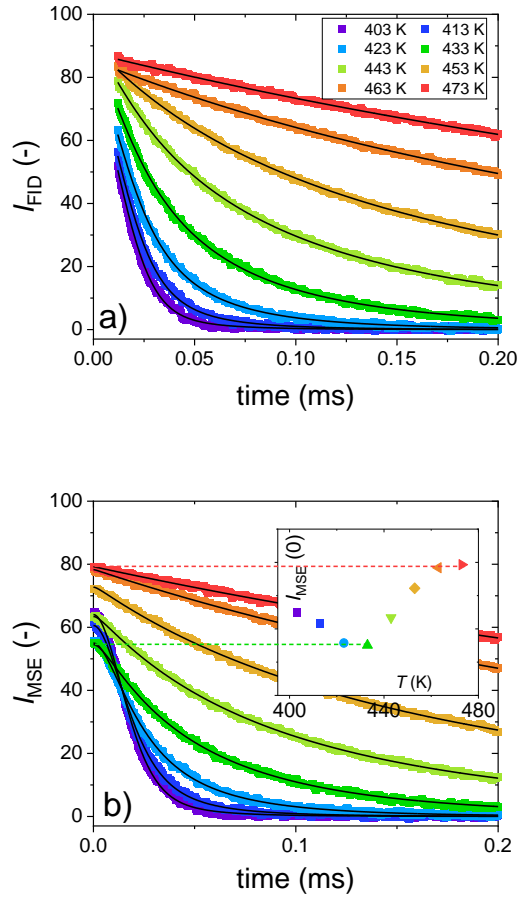 100
80
60
40
20
0
I_FID (-)
403 K 413 K
423 K 433 K
443 K 453 K
463 K 473 K
a)
0.00 0.05 0.10 0.15 0.20
time (ms)
100
80
60
40
20
0
I_MSE (-)
I_MSE (0)
T (K)
400 440 480
b)
0.0 0.1 0.2
time (ms)